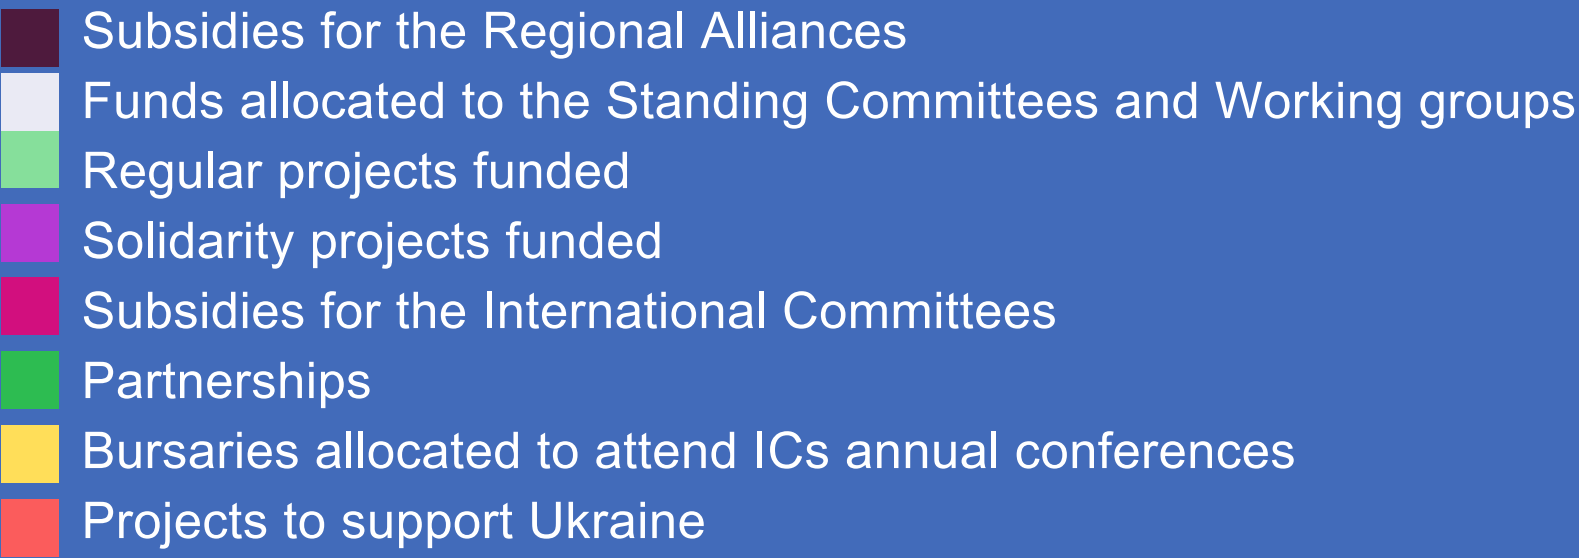 Subsidies for the Regional Alliances
Funds allocated to the Standing Committees and Working groups
Regular projects funded
Solidarity projects funded
Subsidies for the International Committees
Partnerships
Bursaries allocated to attend ICs annual conferences
Projects to support Ukraine